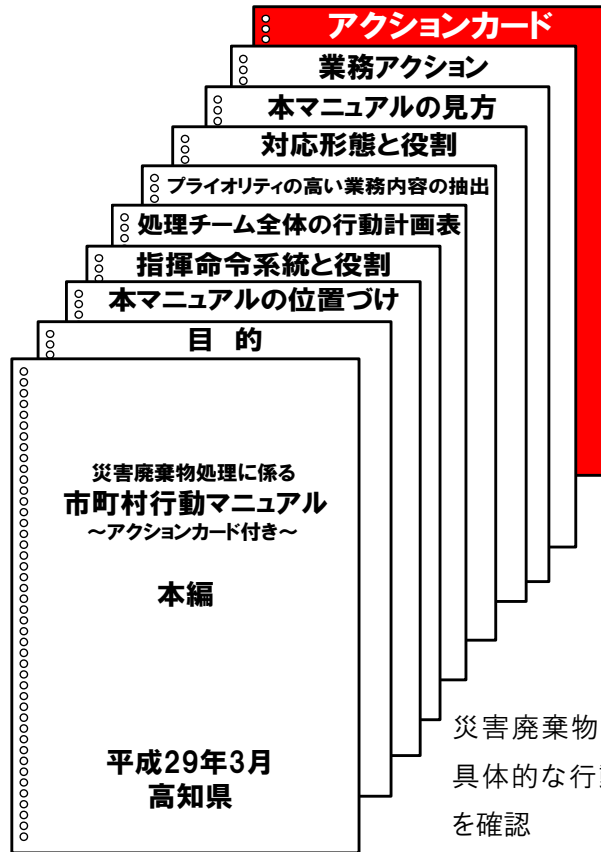 アクションカード
業務アクション
本マニュアルの見方
対応形態と役割
プライオリティの高い業務内容の抽出
処理チーム全体の行動計画表
指揮命令系統と役割
本マニュアルの位置づけ
目 的
災害廃棄物処理に係る
市町村行動マニュアル
~アクションカード付き~
本編
平成29年3月
高知県
災害廃棄物
具体的な行
を確認